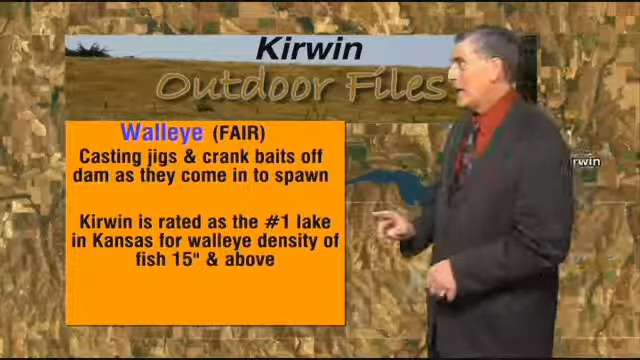 Kirwin
Outdoor Files
Walleye (FAIR)
Casting jigs & crank baits off
dam as they come in to spawn
Kirwin is rated as the #1 lake
in Kansas for walleye density of
fish 15" & above
rwin